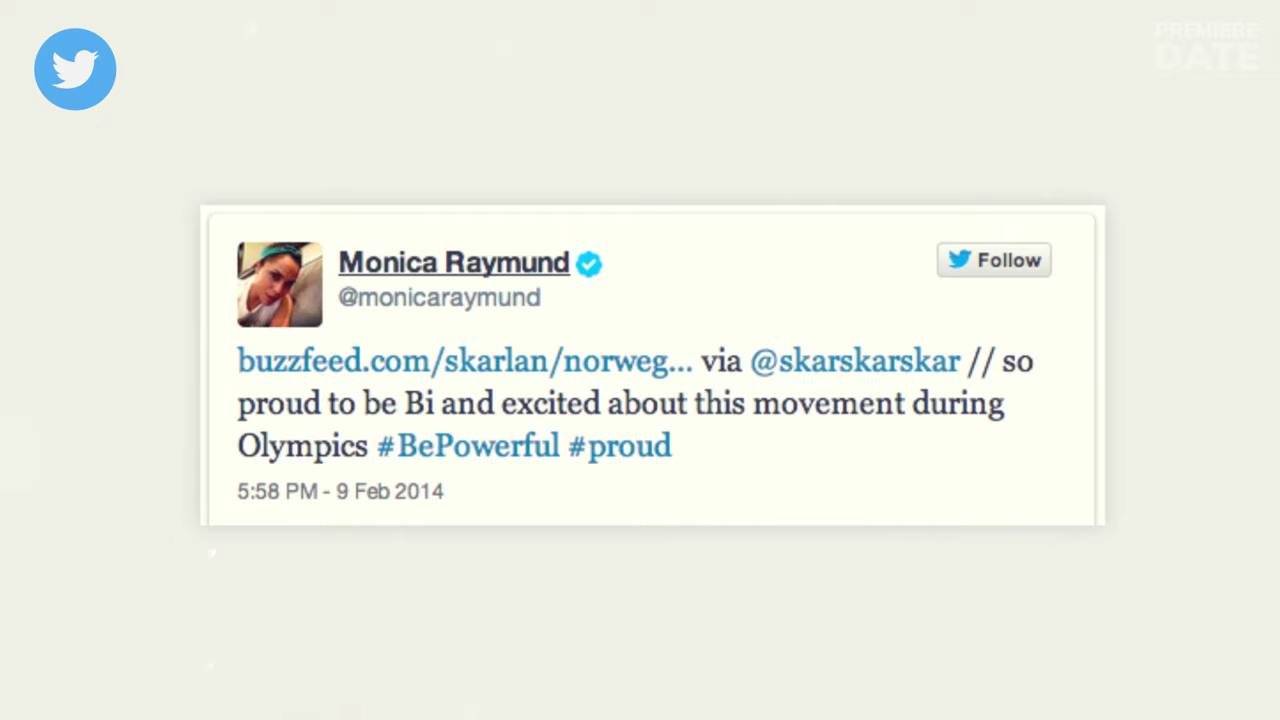 PREMIERE
DATE
Monica Raymund
Follow
@monicaraymund
buzzfeed.com/skarlan/norweg... via @skarskarskar // so
proud to be Bi and excited about this movement during
Olympics #BePowerful #proud
5:58 PM - 9 Feb 2014